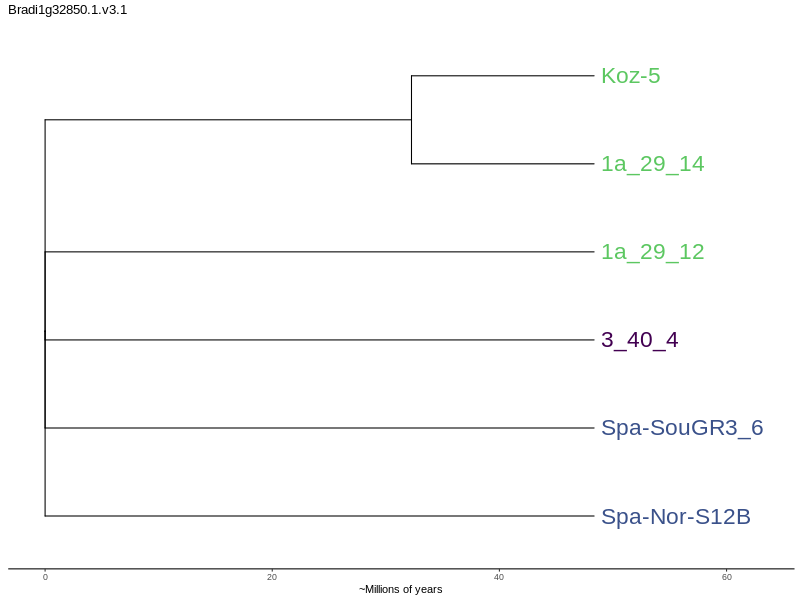 Bradi1g32850.1.v3.1
Koz-5
1a_29_14
1a_29_12
3_40_4
Spa-SouGR3_6
Spa-Nor-S12B
0 20 40 60
~Millions of years